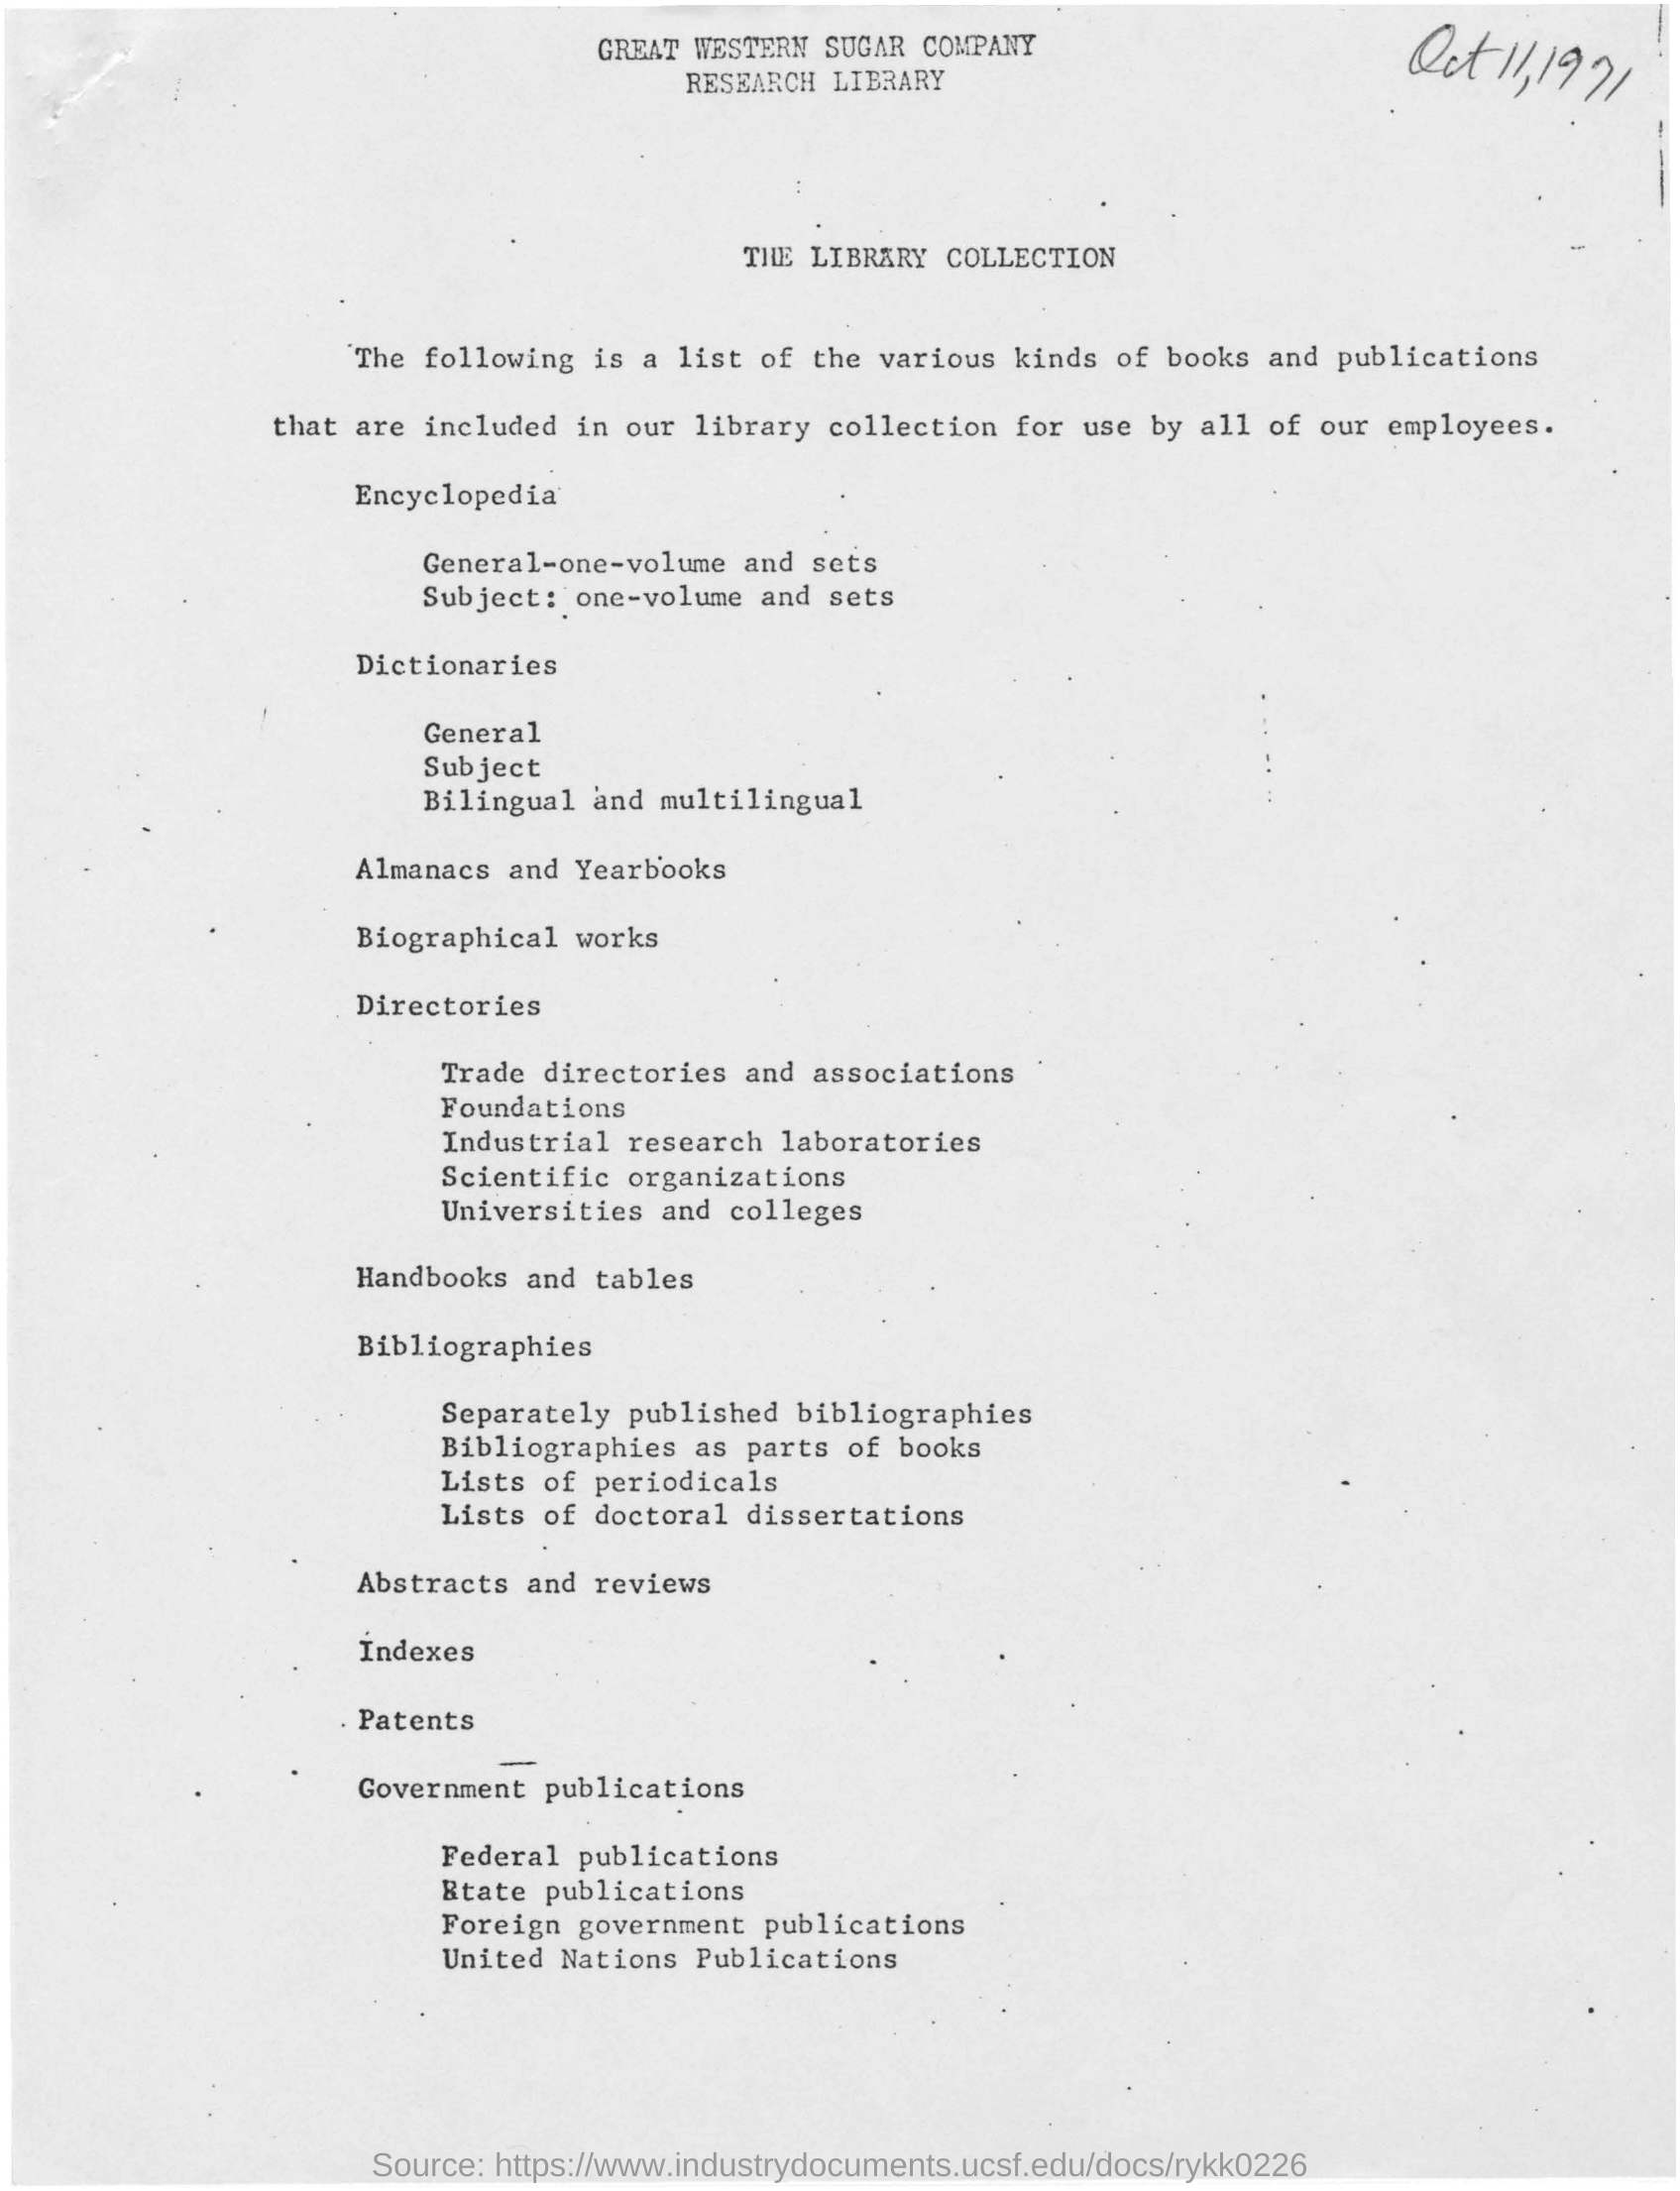 GREAT WESTERN SUGAR COMPANY
RESEARCH LIBRARY
Oct 11, 1971
THE LIBRARY COLLECTION
The following is a list of the various kinds of books and publications
that are included in our library collection for use by all of our employees.
Encyclopedia
General-one-volume and sets
Subject: one-volume and sets
Dictionaries
General
Subject
Bilingual and multilingual
Almanacs and Yearbooks
Biographical works
Directories
Trade directories and associations
Foundations
Industrial research laboratories
Scientific organizations
Universities and colleges
Handbooks and tables
Bibliographies
Separately published bibliographies
Bibliographies as parts of books
Lists of periodicals
Lists of doctoral dissertations
Abstracts and reviews
Indexes
Patents
Government publications
Federal publications
State publications
Foreign government publications
United Nations Publications
Source: https://www.industrydocuments.ucsf.edu/docs/rykk0226